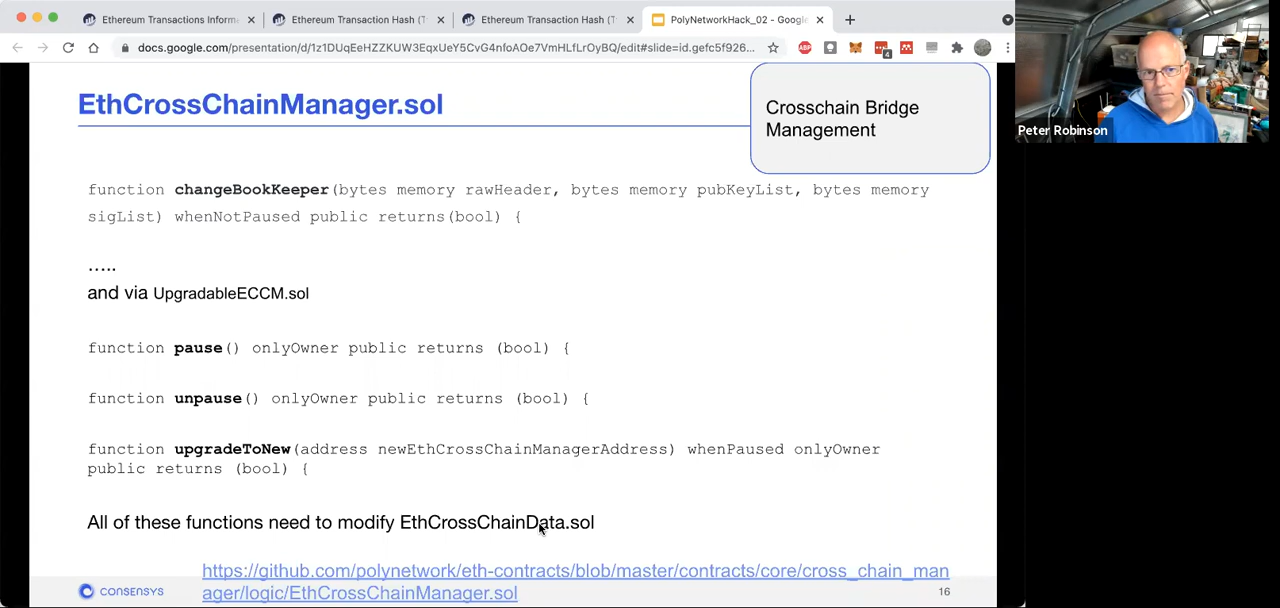 Ethereum Transactions Informa
Ethereum Transaction Hash (T
Ethereum Transaction Hash (T
PolyNetworkHack_02 - Google
docs.google.com/presentation/d/1z1DUqEeHZZKUW3EqxUeY5CvG4nfoAOe7VmHLfLrOyBQ/edit#slide=id.gefc5f926...
ABP
4
EthCrossChainManager.sol
Crosschain Bridge
Management
Peter Robinson
function changeBookKeeper(bytes memory rawHeader, bytes memory pubKeyList, bytes memory
sigList) whenNotPaused public returns(bool) {
.....
and via UpgradableECCM.sol
function pause() onlyOwner public returns (bool) {
function unpause() onlyOwner public returns (bool) {
function upgradeToNew(address newEthCrossChainManagerAddress) whenPaused onlyOwner
public returns (bool) {
All of these functions need to modify EthCrossChainData.sol
https://github.com/polynetwork/eth-contracts/blob/master/contracts/core/cross_chain_man
ager/logic/EthCrossChainManager.sol
CONSENSYS
16